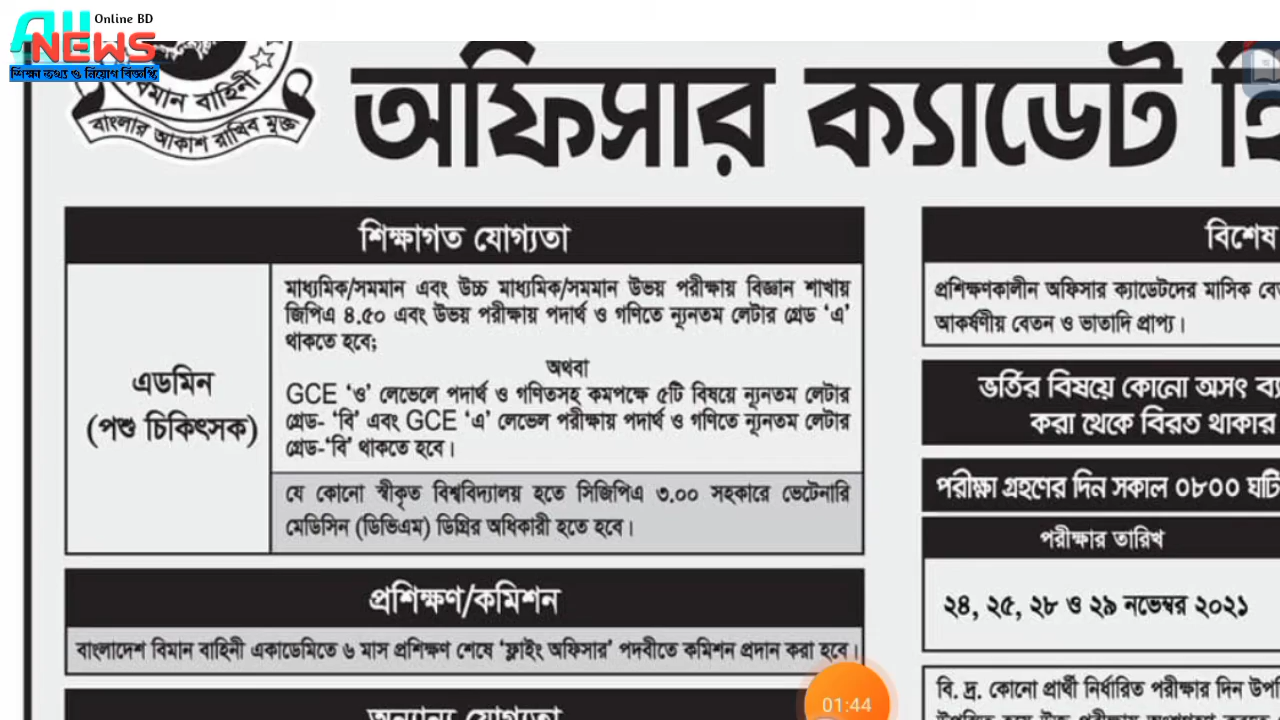 Online BD
All
NEWS
শিক্ষা তথ্য ও নিয়োগ বিজ্ঞপ্তি
বিমান বাহিনী
বাংলার আকাশ রাখিব মুক্ত
অফিসার ক্যাডেট হি
শিক্ষাগত যোগ্যতা
এডমিন
(পশু চিকিৎসক)
মাধ্যমিক/সমমান এবং উচ্চ মাধ্যমিক/সমমান উভয় পরীক্ষায় বিজ্ঞান শাখায়
জিপিএ ৪.৫০ এবং উভয় পরীক্ষায় পদার্থ ও গণিতে ন্যূনতম লেটার গ্রেড ‘এ’
থাকতে হবে;
অথবা
GCE ‘ও’ লেভেলে পদার্থ ও গণিতসহ কমপক্ষে ৫টি বিষয়ে ন্যূনতম লেটার
গ্রেড- ‘বি’ এবং GCE ‘এ’ লেভেল পরীক্ষায় পদার্থ ও গণিতে ন্যূনতম লেটার
গ্রেড-‘বি’ থাকতে হবে।
যে কোনো স্বীকৃত বিশ্ববিদ্যালয় হতে সিজিপিএ ৩.০০ সহকারে ভেটেনারি
মেডিসিন (ডিভিএম) ডিগ্রির অধিকারী হতে হবে।
প্রশিক্ষণ/কমিশন
বাংলাদেশ বিমান বাহিনী একাডেমিতে ৬ মাস প্রশিক্ষণ শেষে ‘ফ্লাইং অফিসার’ পদবীতে কমিশন প্রদান করা হবে।
অন্যান্য যোগ্যতা
বিশেষ
প্রশিক্ষণকালীন অফিসার ক্যাডেটদের মাসিক বেত
আকর্ষণীয় বেতন ও ভাতাদি প্রাপ্য।
ভর্তির বিষয়ে কোনো অসৎ ব্য
করা থেকে বিরত থাকার
পরীক্ষা গ্রহণের দিন সকাল ০৮০০ ঘটি
পরীক্ষার তারিখ
২৪, ২৫, ২৮ ও ২৯ নভেম্বর ২০২১
বি. দ্র. কোনো প্রার্থী নির্ধারিত পরীক্ষার দিন উপ
01:44